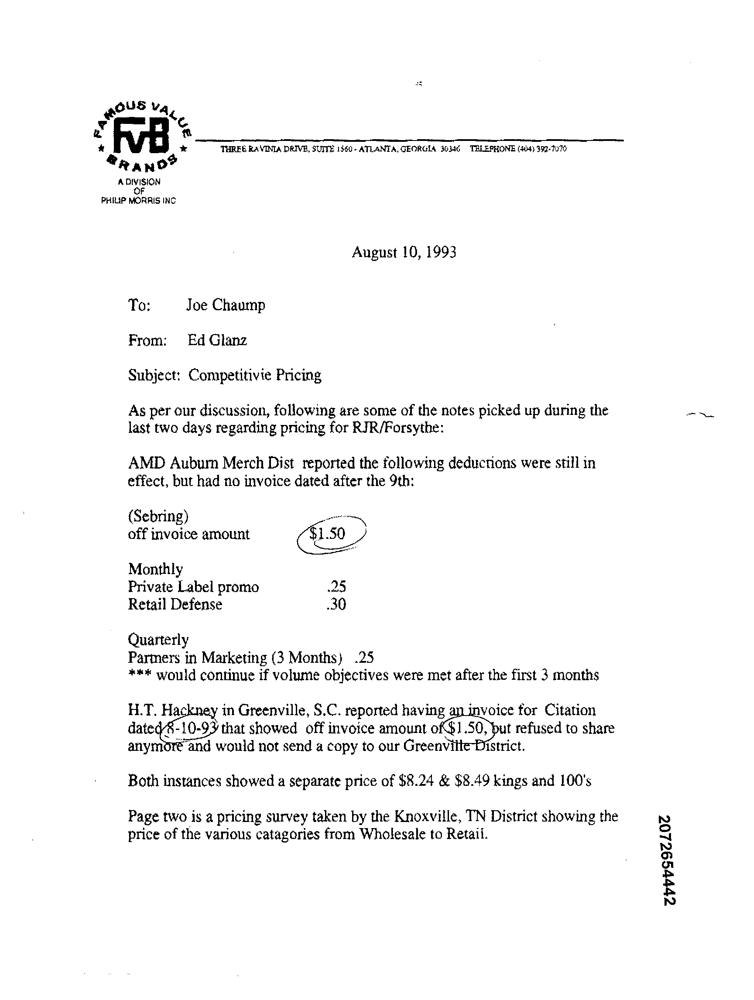 FAMOUS VALUE
FVB
BRANDS
A DIVISION
OF
PHILIP MORRIS INC
THREE RAVINIA DRIVE, SUITE 1560 - ATLANTA, GEORGIA 30346 TELEPHONE (404) 392-7070
August 10, 1993
To: Joe Chaump
From: Ed Glanz
Subject: Competitivie Pricing
As per our discussion, following are some of the notes picked up during the
last two days regarding pricing for RJR/Forsythe:
AMD Auburn Merch Dist reported the following deductions were still in
effect, but had no invoice dated after the 9th:
(Sebring)
off invoice amount $1.50
Monthly
Private Label promo .25
Retail Defense .30
Quarterly
Partners in Marketing (3 Months) .25
*** would continue if volume objectives were met after the first 3 months
H.T. Hackney in Greenville, S.C. reported having an invoice for Citation
dated 8-10-93 that showed off invoice amount of $1.50, but refused to share
anymore and would not send a copy to our Greenville District.
Both instances showed a separate price of $8.24 & $8.49 kings and 100's
Page two is a pricing survey taken by the Knoxville, TN District showing the
price of the various catagories from Wholesale to Retail.
2072654442